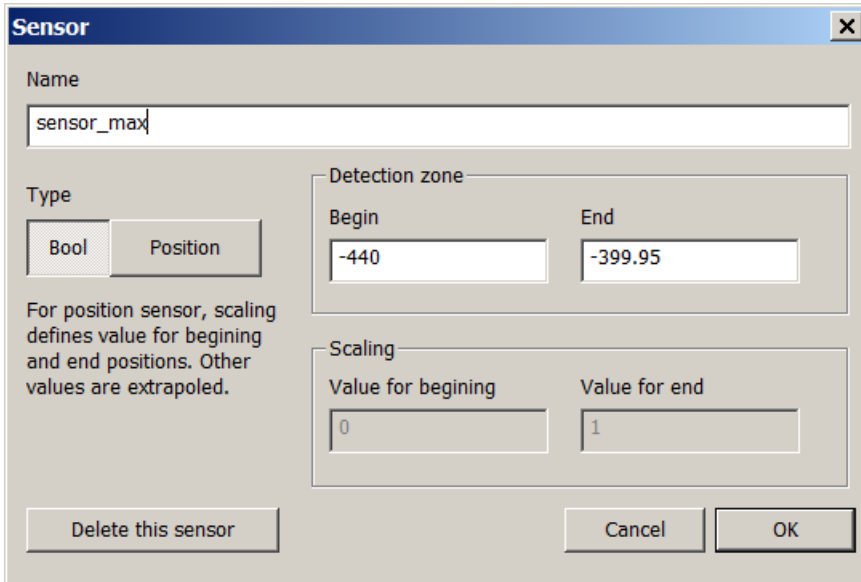 Sensor
Name
sensor_max
Type
Bool Position
For position sensor, scaling
defines value for begining
and end positions. Other
values are extrapoled.
Detection zone
Begin End
-440 -399.95
Scaling
Value for begining Value for end
0 1
Delete this sensor Cancel OK